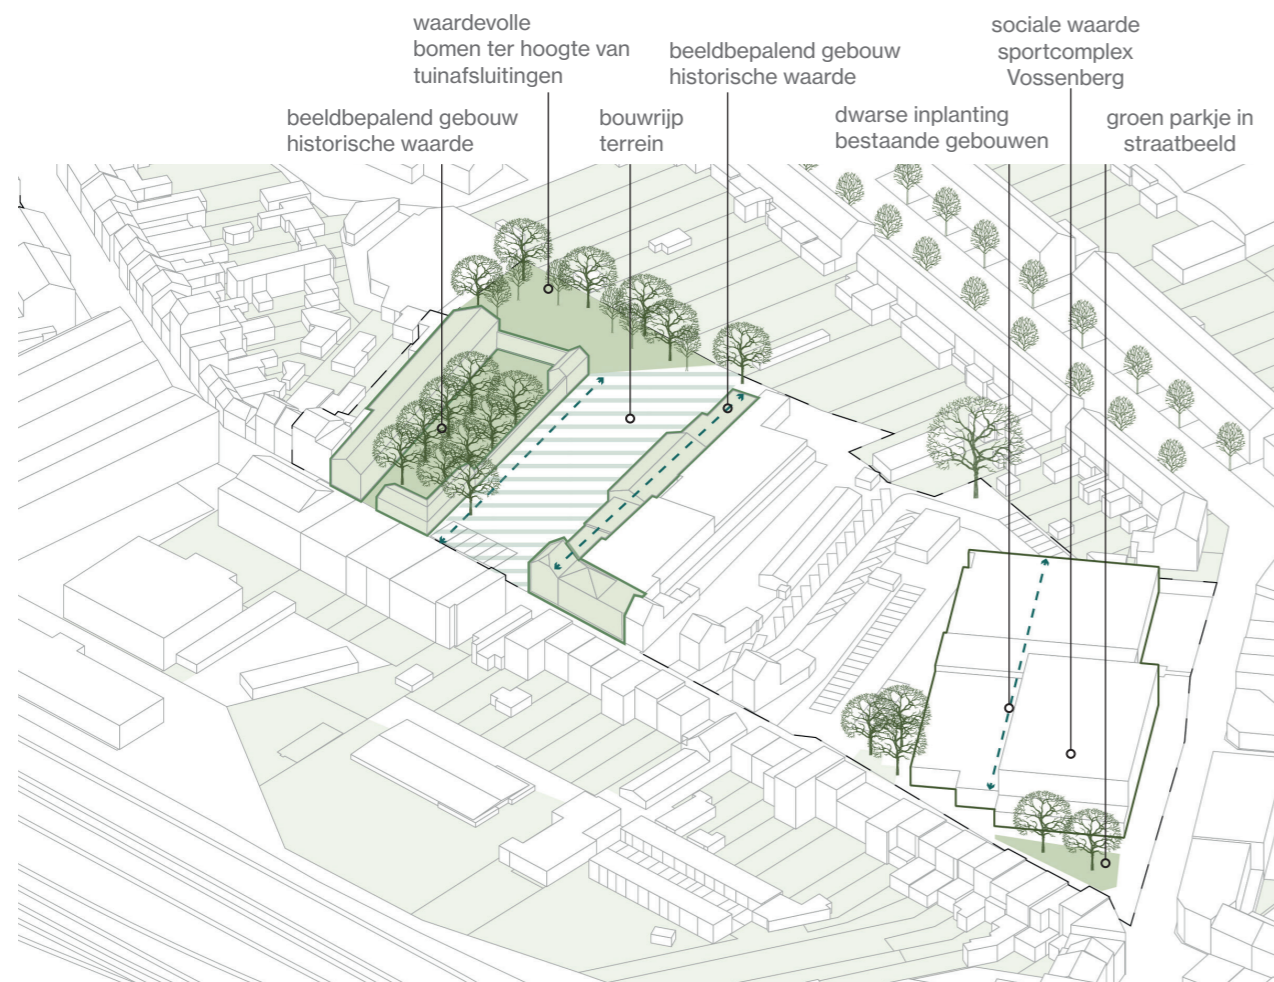 waardevolle
bomen ter hoogte van
tuinafsluitingen
beeldbepalend gebouw
historische waarde
sociale waarde
sportcomplex
Vossenberg
beeldbepalend gebouw
historische waarde
bouwrijp
terrein
dwarse inplanting
bestaande gebouwen
groen parkje in
straatbeeld